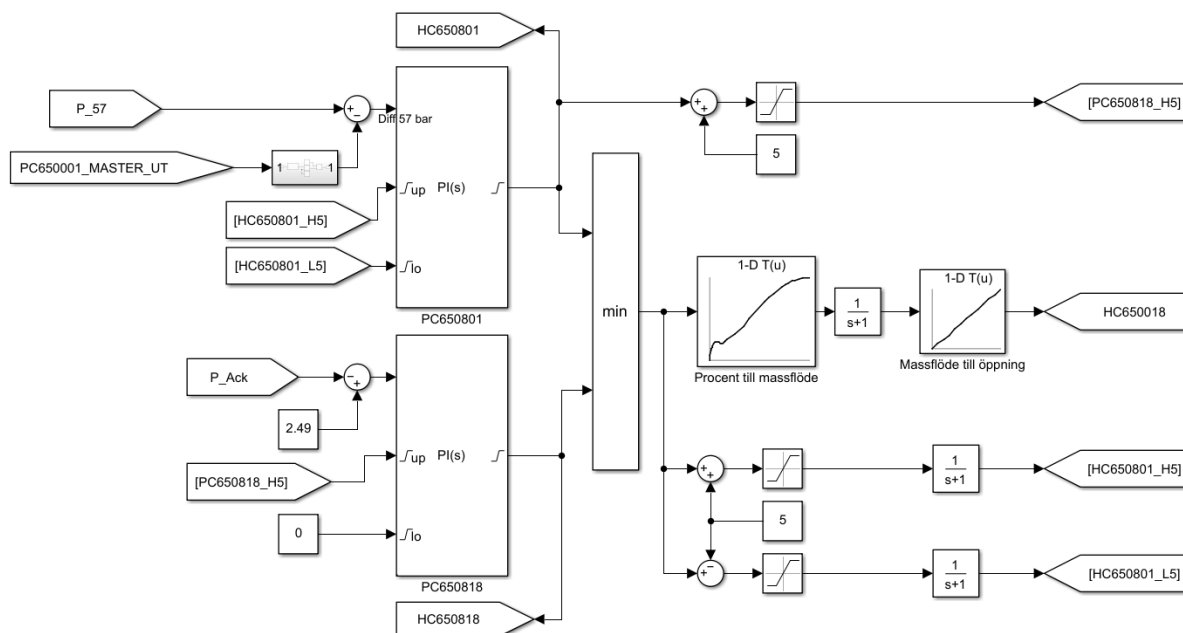 HC650801
P_57
+
−
Diff 57 bar
PC650001_MASTER_UT
1
1
[HC650801_H5]
[HC650801_L5]
up
PI(s)
lo
PC650801
+
+
5
[PC650818_H5]
min
1-D T(u)
Procent till massflöde
1
s+1
1-D T(u)
Massflöde till öppning
HC650018
P_Ack
−
+
2.49
[PC650818_H5]
0
up
PI(s)
lo
PC650818
HC650818
+
+
5
1
s+1
[HC650801_H5]
+
−
1
s+1
[HC650801_L5]